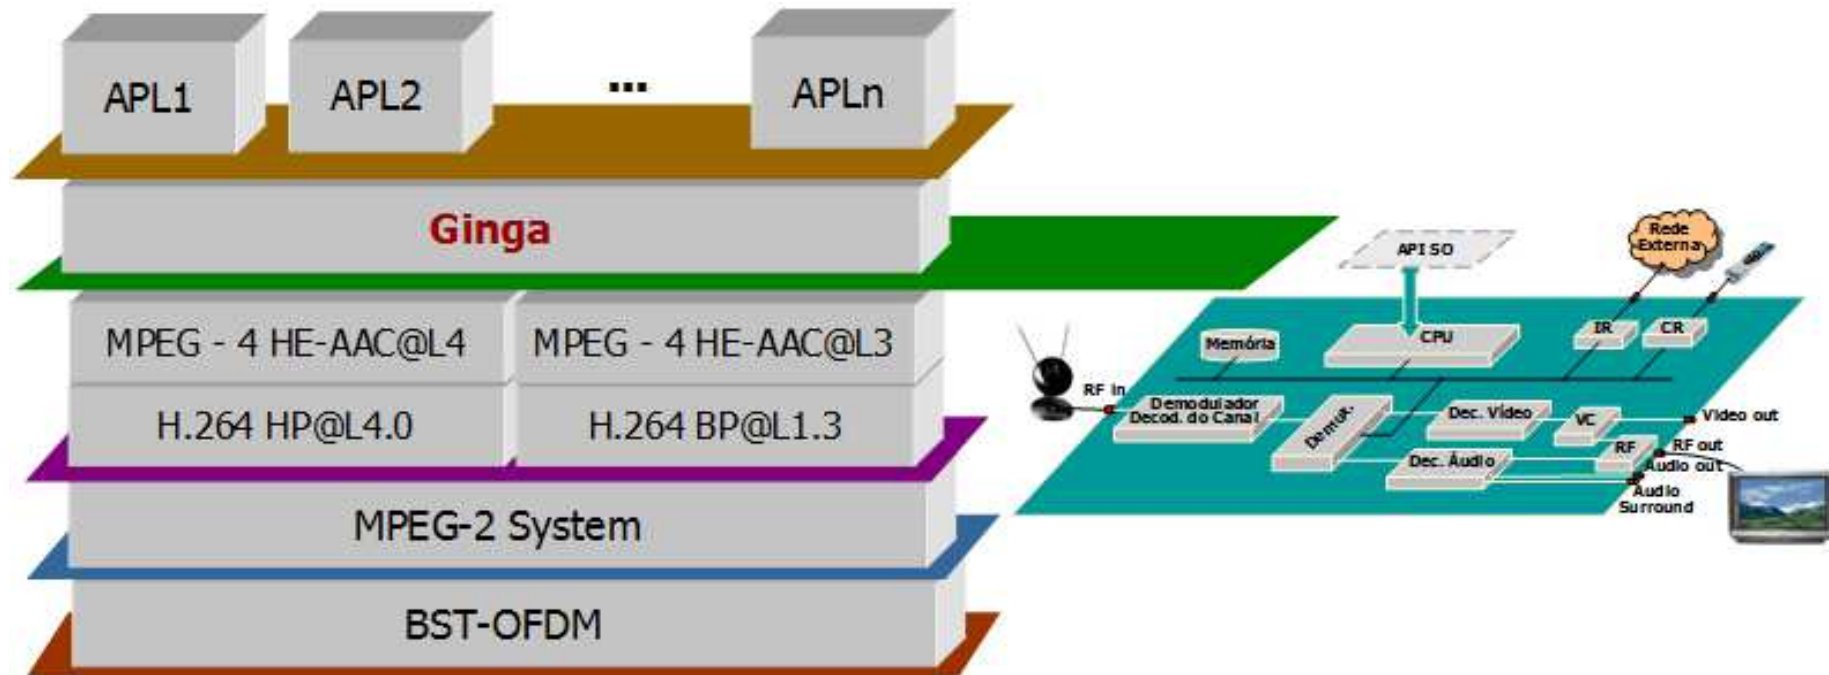 APL1
APL2
...
APLn
Ginga
MPEG - 4 HE-AAC@L4
MPEG - 4 HE-AAC@L3
H.264 HP@L4.0
H.264 BP@L1.3
MPEG-2 System
BST-OFDM
API SO
Rede
Externa
Memória
CPU
IR
CR
RF in
Demodulador
Decod. do Canal
Demux.
Dec. Vídeo
VC
Video out
Dec. Áudio
RF
RF out
Audio out
Áudio
Surround